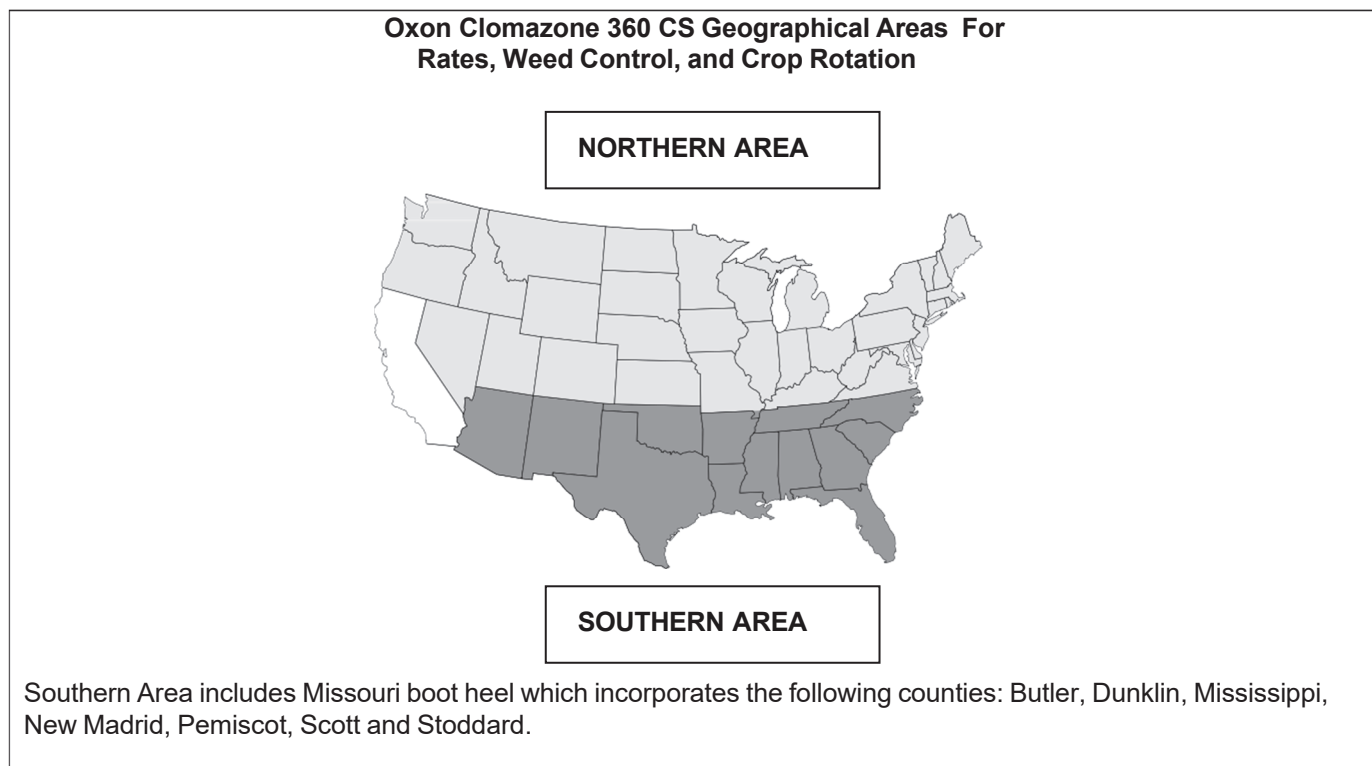 Oxon Clomazone 360 CS Geographical Areas For
Rates, Weed Control, and Crop Rotation
NORTHERN AREA
SOUTHERN AREA
Southern Area includes Missouri boot heel which incorporates the following counties: Butler, Dunklin, Mississippi,
New Madrid, Pemiscot, Scott and Stoddard.